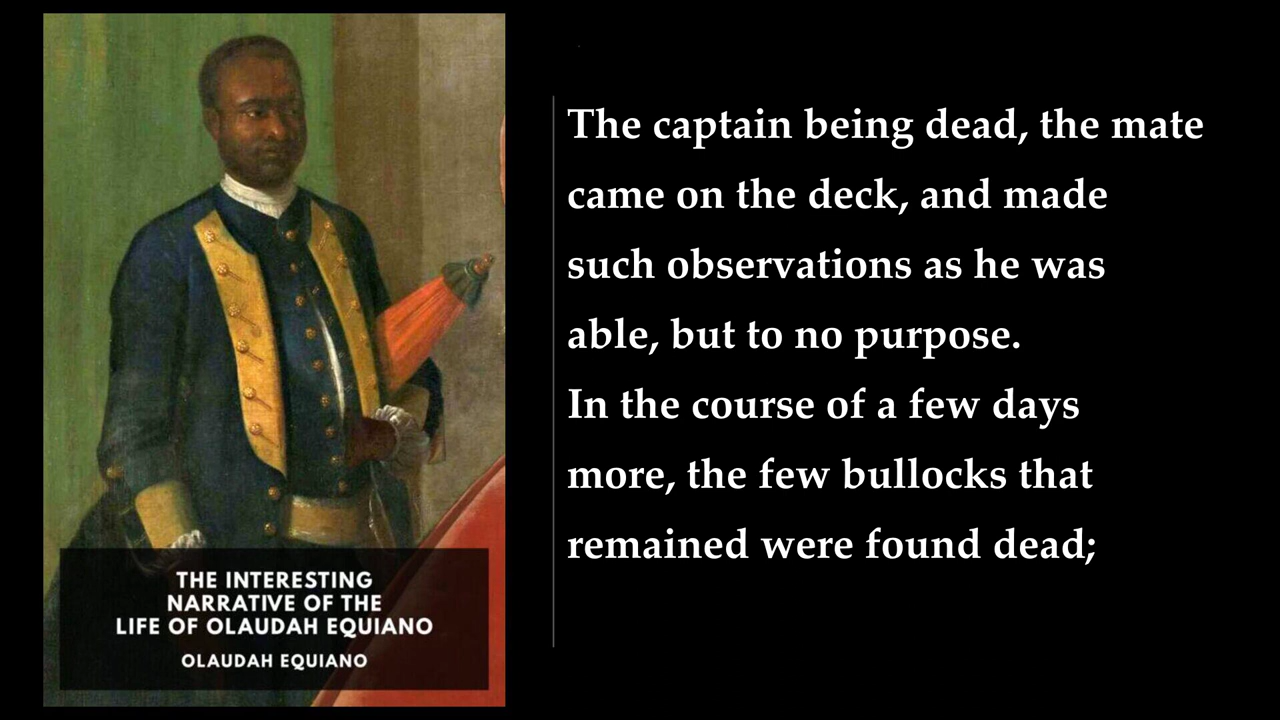 The captain being dead, the mate
came on the deck, and made
such observations as he was
able, but to no purpose.
In the course of a few days
more, the few bullocks that
remained were found dead;
THE INTERESTING
NARRATIVE OF THE
LIFE OF OLAUDAH EQUIANO
OLAUDAH EQUIANO